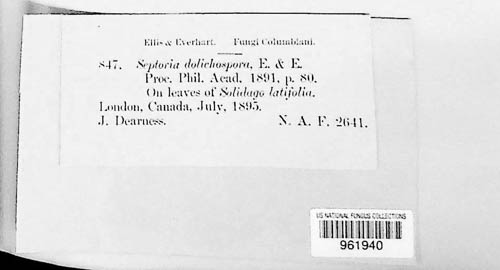 Ellis & Everhart. Fungi Columbiani.
847. Septoria dolichospora, E. & E.
Proc. Phil. Acad, 1891, p. 80.
On leaves of Solidago latifolia.
London, Canada, July, 1895.
J. Dearness. N. A. F. 2641.
US NATIONAL FUNGUS COLLECTIONS
961940